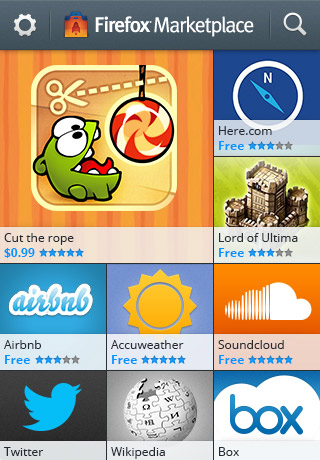 Firefox Marketplace
Here.com
Free
Cut the rope
$0.99
Lord of Ultima
Free
airbnb
Airbnb
Free
Accuweather
Free
Soundcloud
Free
box
Twitter
Wikipedia
Box